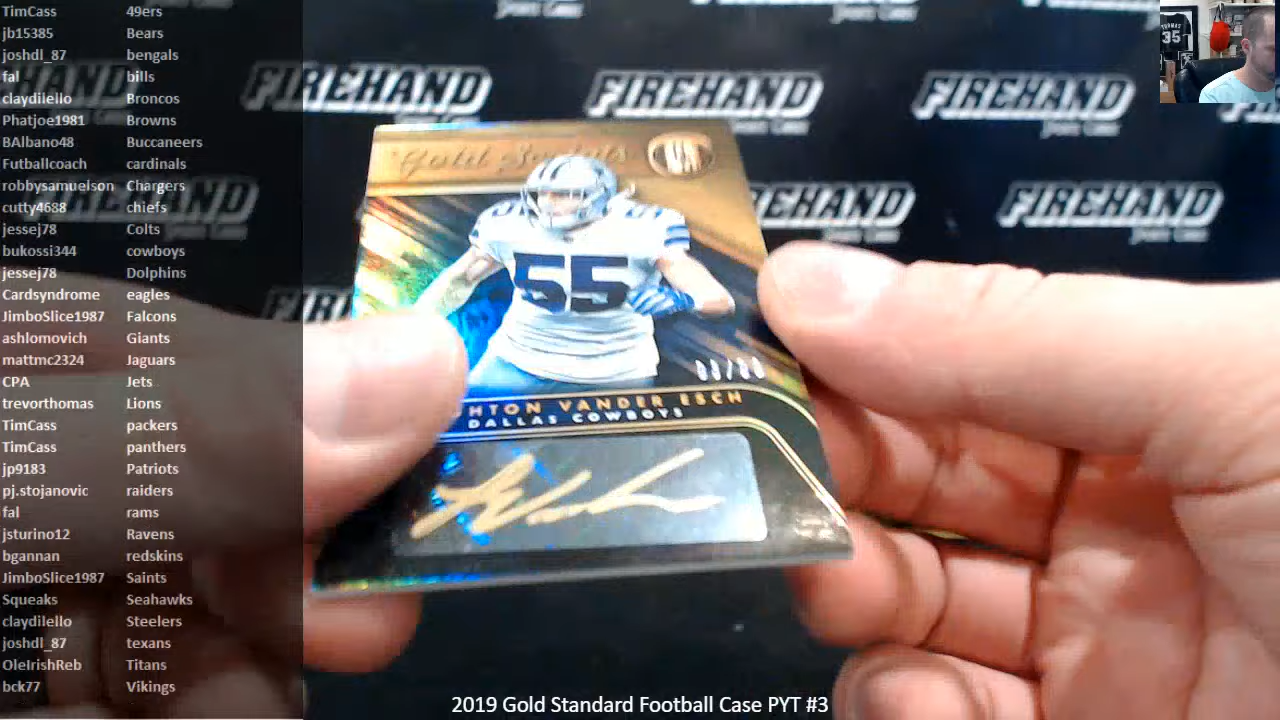 TimCass 49ers
jb15385 Bears
joshdl_87 bengals
fal bills
claydilello Broncos
Phatjoe1981 Browns
BAlbano48 Buccaneers
Futballcoach cardinals
robbysamuelson Chargers
cutty4688 chiefs
jessej78 Colts
bukossi344 cowboys
jessej78 Dolphins
Cardsyndrome eagles
JimboSlice1987 Falcons
ashlomovich Giants
mattmc2324 Jaguars
CPA Jets
trevorthomas Lions
TimCass packers
TimCass panthers
jp9183 Patriots
pj.stojanovic raiders
fal rams
jsturino12 Ravens
bgannan redskins
JimboSlice1987 Saints
Squeaks Seahawks
claydilello Steelers
joshdl_87 texans
OleIrishReb Titans
bck77 Vikings
FIREHAND FIREHAND FIREHAND
FIREHAND
FIREHAND
THOMAS
35
Gold
55
55
VANDER ESCH
DALLAS COWBOYS
2019 Gold Standard Football Case PYT #3